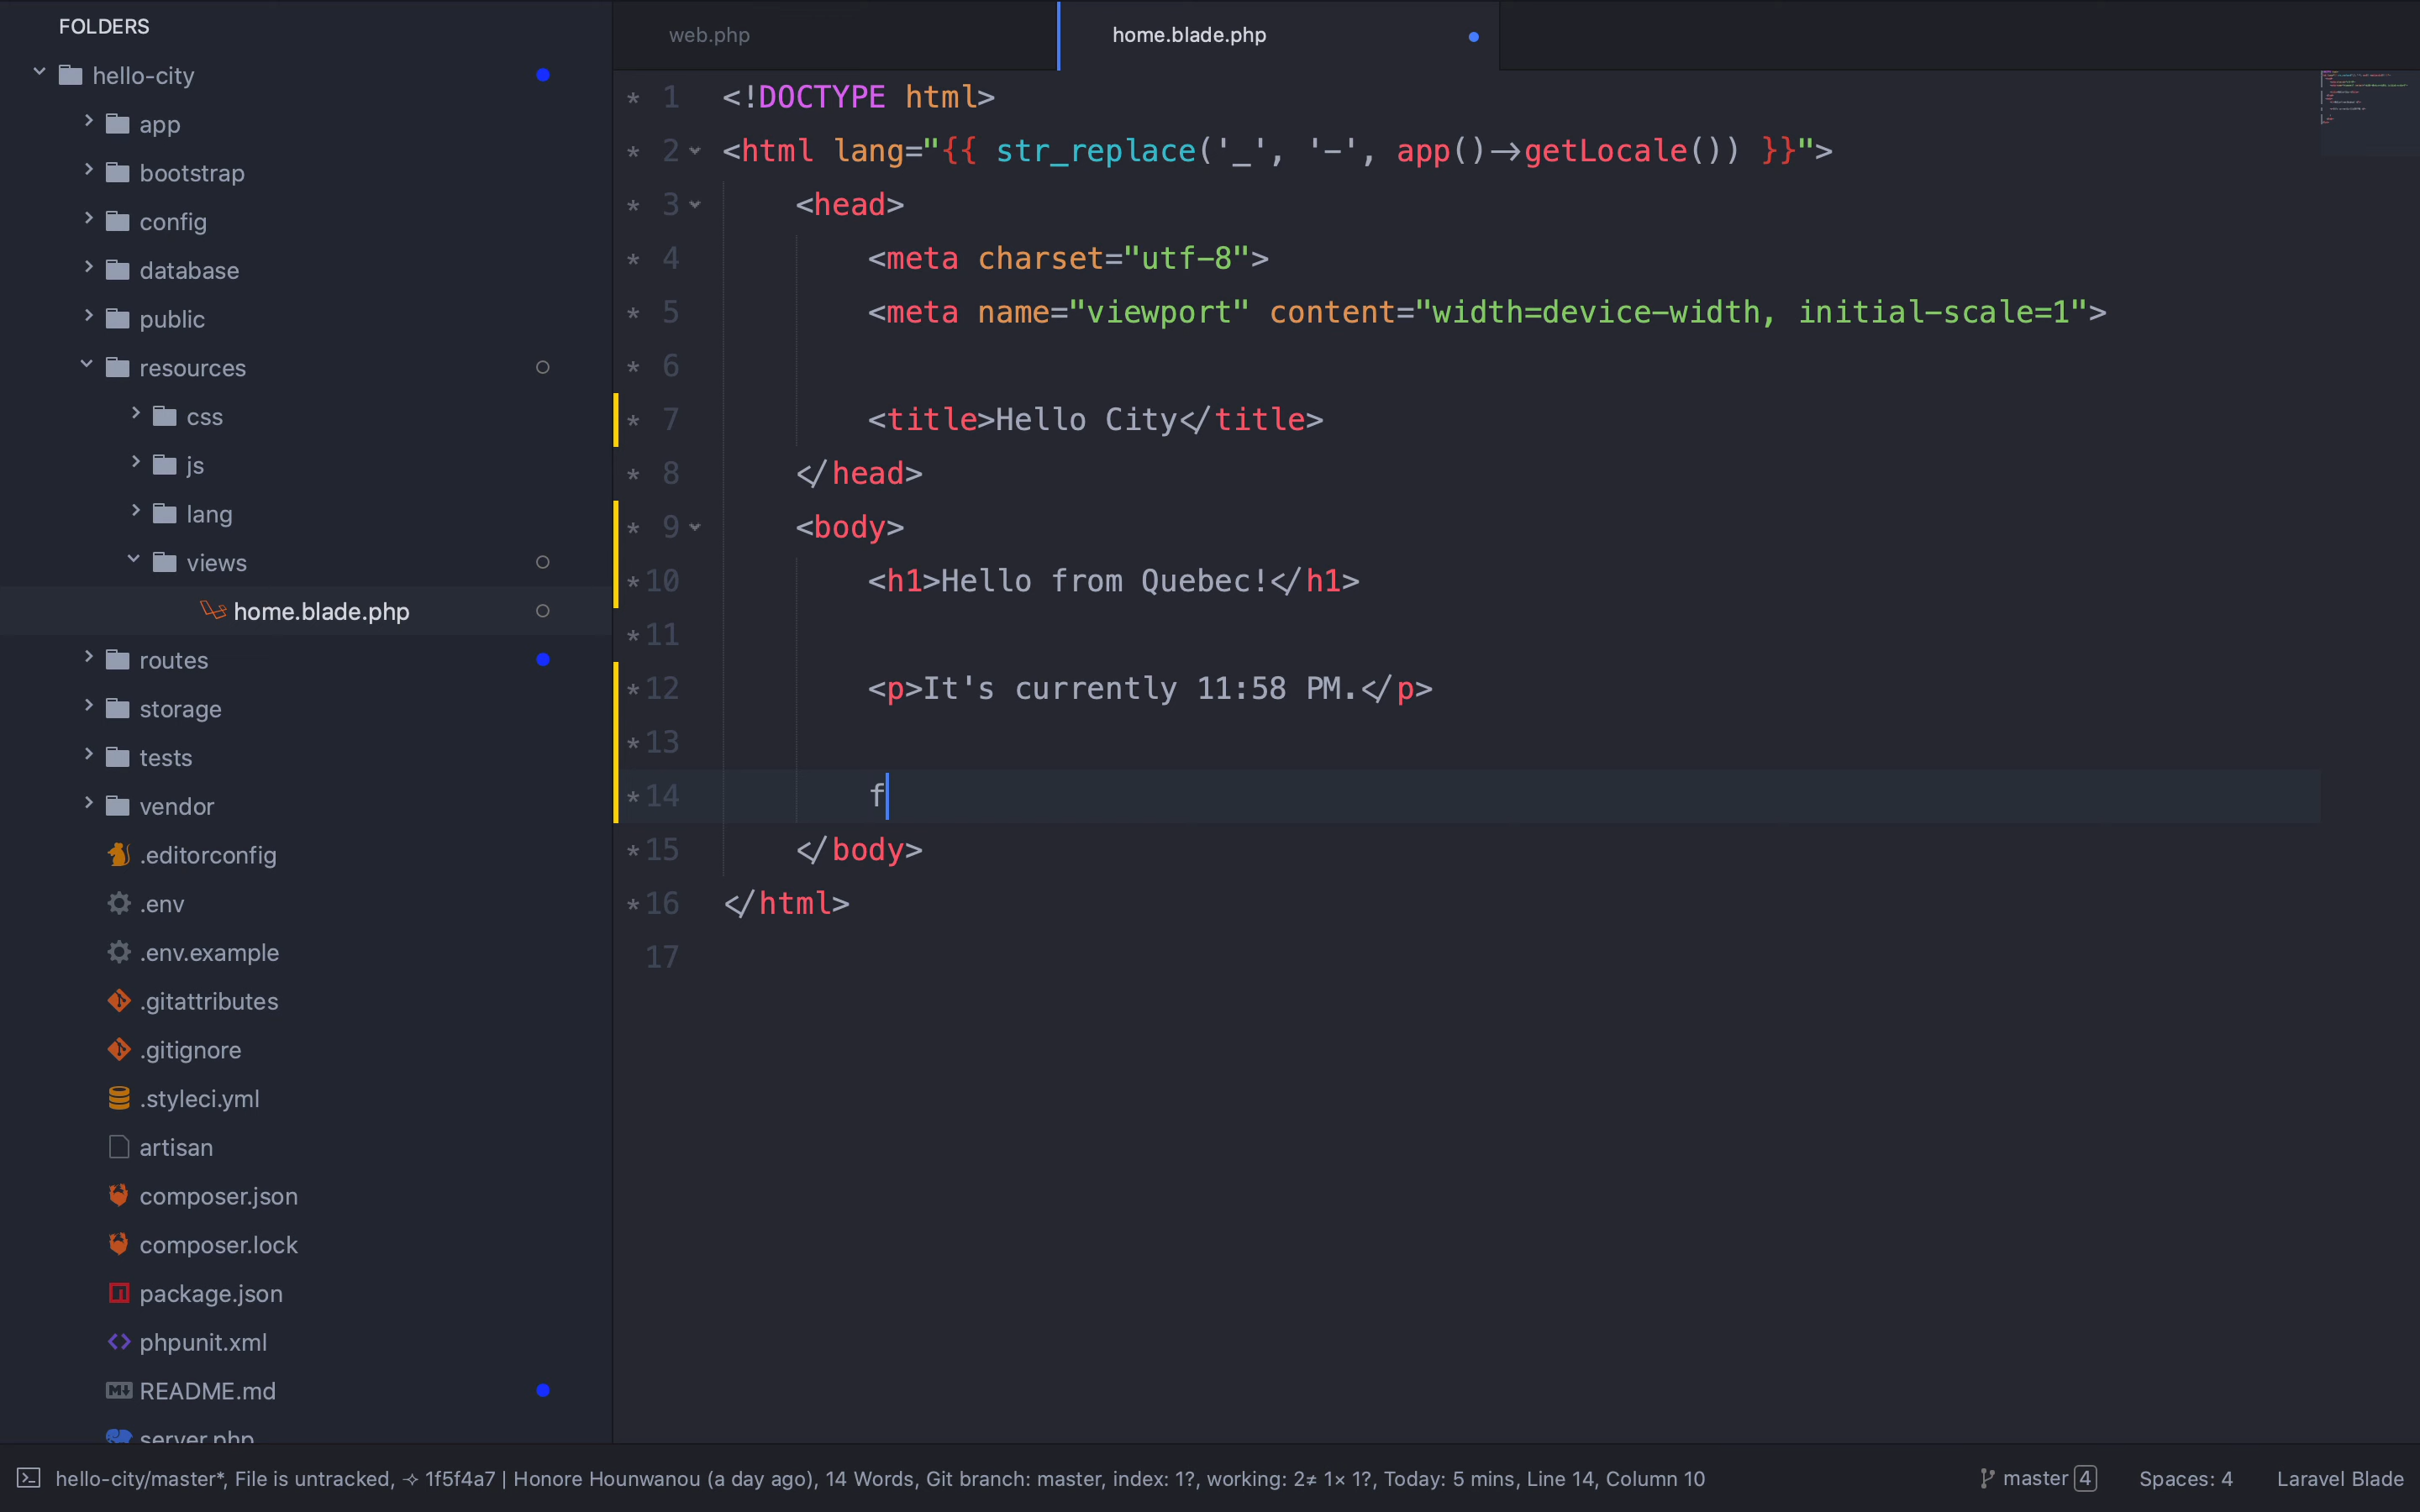 FOLDERS
hello-city
app
bootstrap
config
database
public
resources
css
js
lang
views
home.blade.php
routes
storage
tests
vendor
.editorconfig
.env
.env.example
.gitattributes
.gitignore
.styleci.yml
artisan
composer.json
composer.lock
package.json
phpunit.xml
README.md
server.php
web.php
home.blade.php
* 1 <!DOCTYPE html>
* 2 <html lang="{{ str_replace('_', '-', app()->getLocale()) }}">
* 3 <head>
* 4 <meta charset="utf-8">
* 5 <meta name="viewport" content="width=device-width, initial-scale=1">
* 6
* 7 <title>Hello City</title>
* 8 </head>
* 9 <body>
* 10 <h1>Hello from Quebec!</h1>
* 11
* 12 <p>It's currently 11:58 PM.</p>
* 13
* 14 f
* 15 </body>
* 16 </html>
17
hello-city/master*, File is untracked, ⟢ 1f5f4a7 | Honore Hounwanou (a day ago), 14 Words, Git branch: master, index: 1?, working: 2≠ 1× 1?, Today: 5 mins, Line 14, Column 10
master 4
Spaces: 4
Laravel Blade